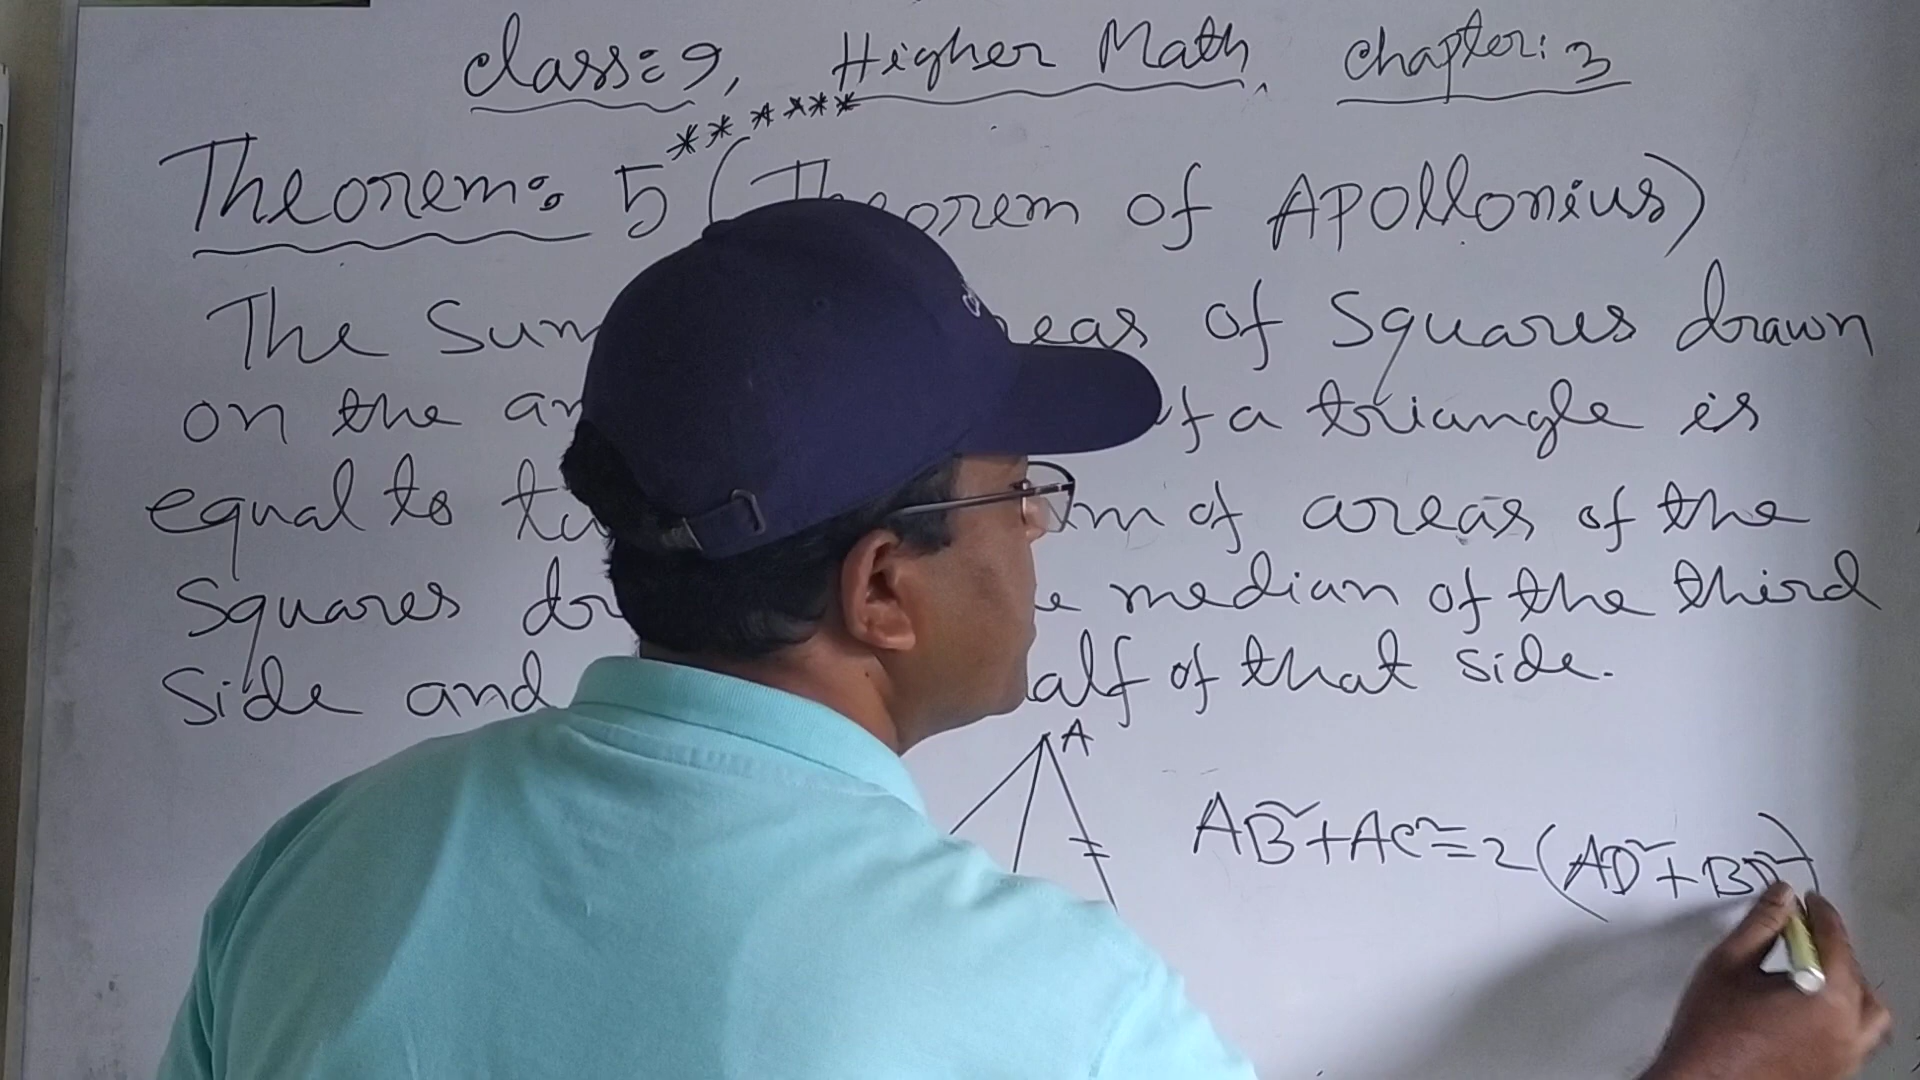 Class: 9, Higher Math, Chapter: 3
Theorem: 5 ******* (Theorem of Apollonius)
The Sum reas of Squares drawn
on the of a triangle is
equal to of areas of the
Squares median of the third
Side and alf of that side.
A
AB²+AC²=2(AD²+BD²)